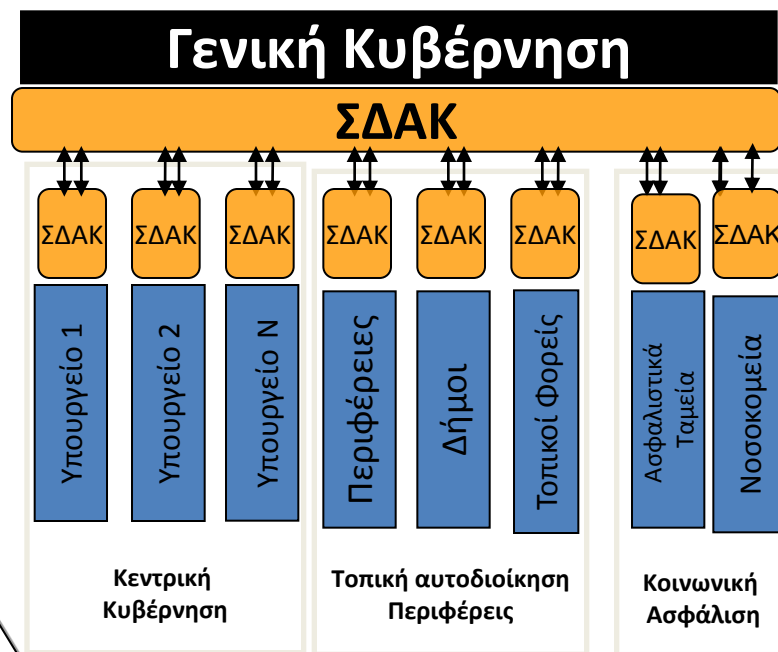 Γενική Κυβέρνηση
ΣΔΑΚ
ΣΔΑΚ ΣΔΑΚ ΣΔΑΚ ΣΔΑΚ ΣΔΑΚ ΣΔΑΚ ΣΔΑΚ ΣΔΑΚ
Υπουργείο 1
Υπουργείο 2
Υπουργείο Ν
Περιφέρειες
Δήμοι
Τοπικοί Φορείς
Ασφαλιστικά
Ταμεία
Νοσοκομεία
Κεντρική
Κυβέρνηση
Τοπική αυτοδιοίκηση
Περιφέρεις
Κοινωνική
Ασφάλιση